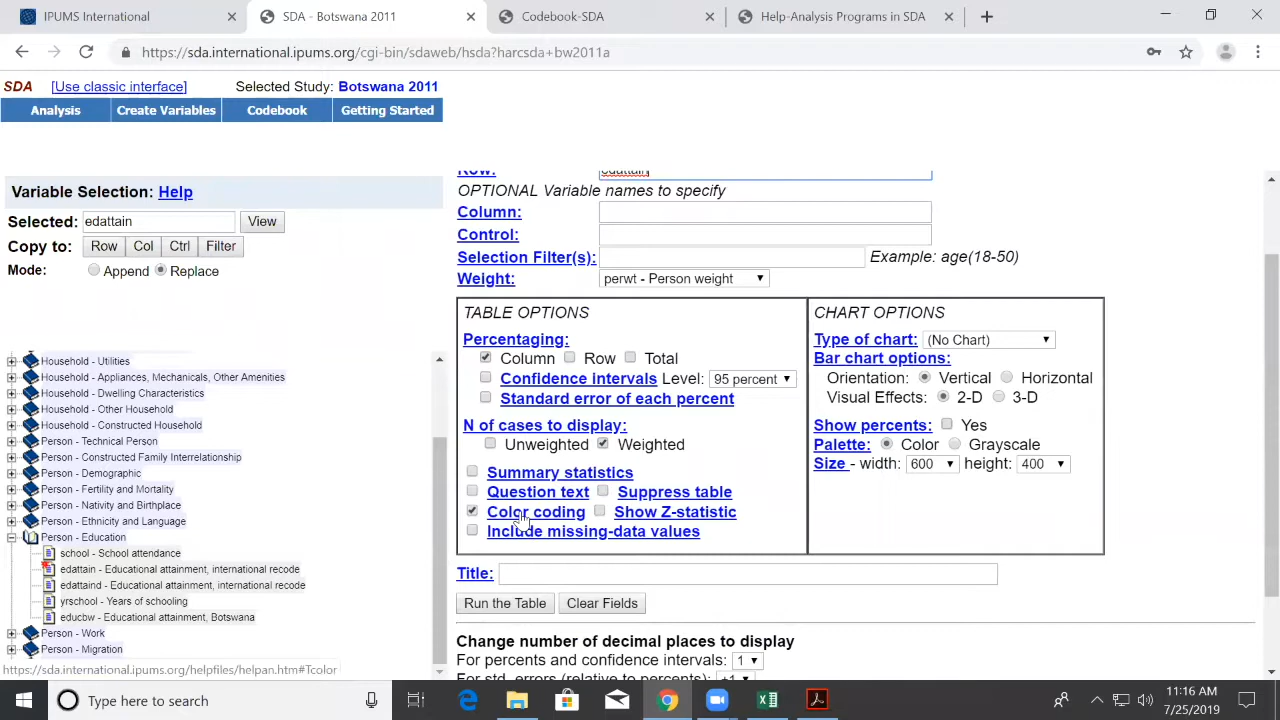 IPUMS International
SDA - Botswana 2011
Codebook-SDA
Help-Analysis Programs in SDA
https://sda.international.ipums.org/cgi-bin/sdaweb/hsda?harcsda+bw2011a
SDA [Use classic interface] Selected Study: Botswana 2011
Analysis Create Variables Codebook Getting Started
Variable Selection: Help
Selected: edattain View
Copy to: Row Col Ctrl Filter
Mode: Append Replace
Household - Utilities
Household - Appliances, Mechanicals, Other Amenities
Household - Dwelling Characteristics
Household - Other Household
Household - Constructed Household
Person - Technical Person
Person - Constructed Family Interrelationship
Person - Demographic
Person - Fertility and Mortality
Person - Nativity and Birthplace
Person - Ethnicity and Language
Person - Education
school - School attendance
edattain - Educational attainment, international recode
edattaind - Educational attainment, international recode
yrschool - Years of schooling
educbw - Educational attainment, Botswana
Person - Work
Person - Migration
https://sda.international.ipums.org/helpfiles/helpan.htm#Tcolor
Row: edattain
OPTIONAL Variable names to specify
Column:
Control:
Selection Filter(s): Example: age(18-50)
Weight: perwt - Person weight
TABLE OPTIONS
Percentaging:
Column Row Total
Confidence intervals Level: 95 percent
Standard error of each percent
N of cases to display:
Unweighted Weighted
Summary statistics
Question text Suppress table
Color coding Show Z-statistic
Include missing-data values
CHART OPTIONS
Type of chart: (No Chart)
Bar chart options:
Orientation: Vertical Horizontal
Visual Effects: 2-D 3-D
Show percents: Yes
Palette: Color Grayscale
Size - width: 600 height: 400
Title:
Run the Table Clear Fields
Change number of decimal places to display
For percents and confidence intervals: 1
For std. errors (relative to percents): +1
Type here to search
11:16 AM
7/25/2019